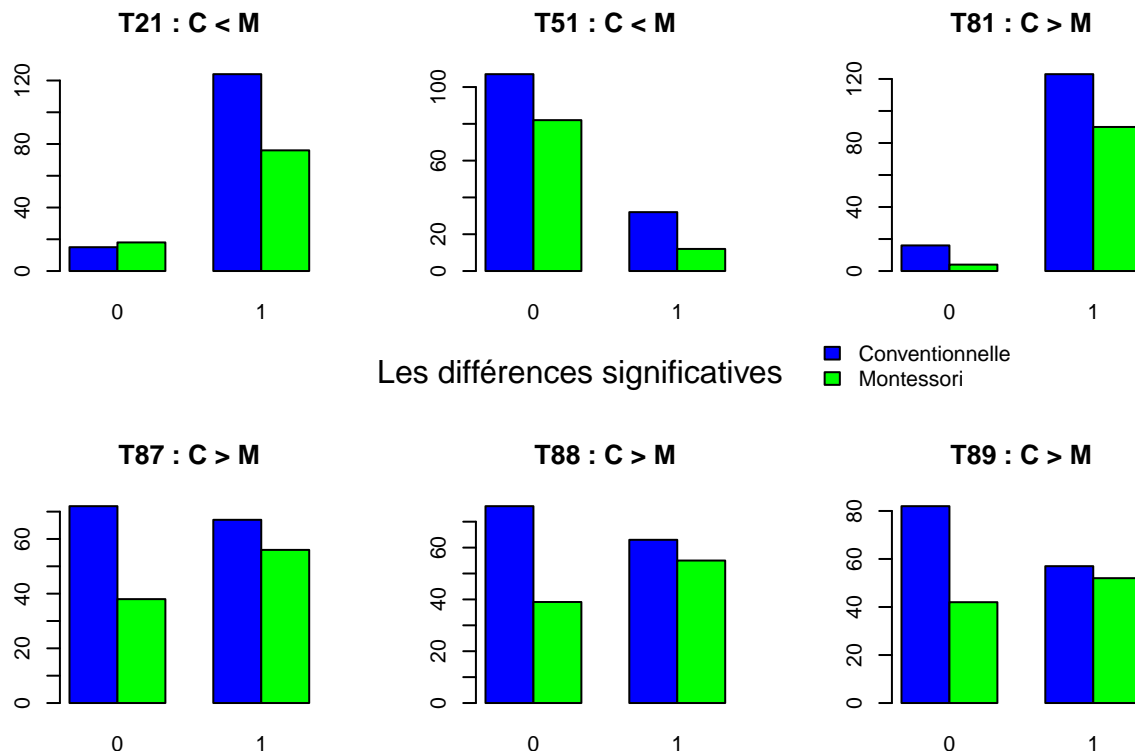 T21 : C < M
0 40 80 120
0 1
T51 : C < M
0 20 60 100
0 1
T81 : C > M
0 40 80 120
0 1
Les différences significatives
Conventionnelle
Montessori
T87 : C > M
0 20 40 60
0 1
T88 : C > M
0 20 40 60
0 1
T89 : C > M
0 20 40 60 80
0 1